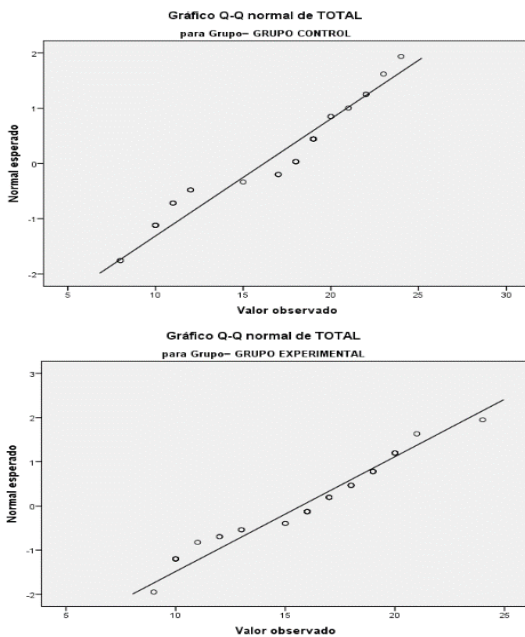 Gráfico Q-Q normal de TOTAL
para Grupo– GRUPO CONTROL
Normal esperado
2
1
0
-1
-2
5
10
15
20
25
30
Valor observado
Gráfico Q-Q normal de TOTAL
para Grupo– GRUPO EXPERIMENTAL
Normal esperado
3
2
1
0
-1
-2
5
10
15
20
25
Valor observado